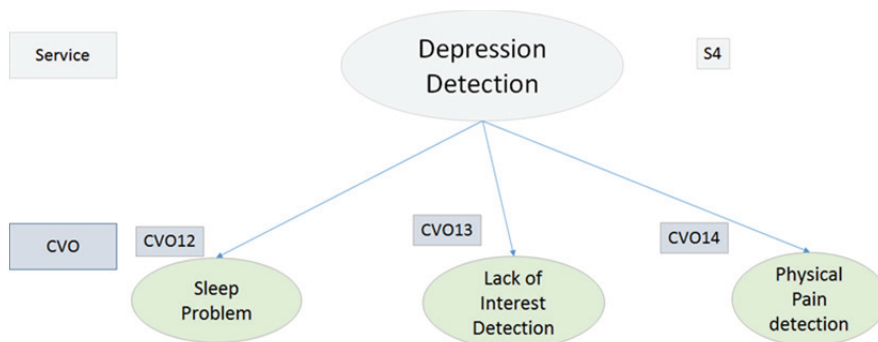 Depression
Detection
Service
S4
CVO
CVO12
CVO13
CVO14
Sleep
Problem
Lack of
Interest
Detection
Physical
Pain
detection